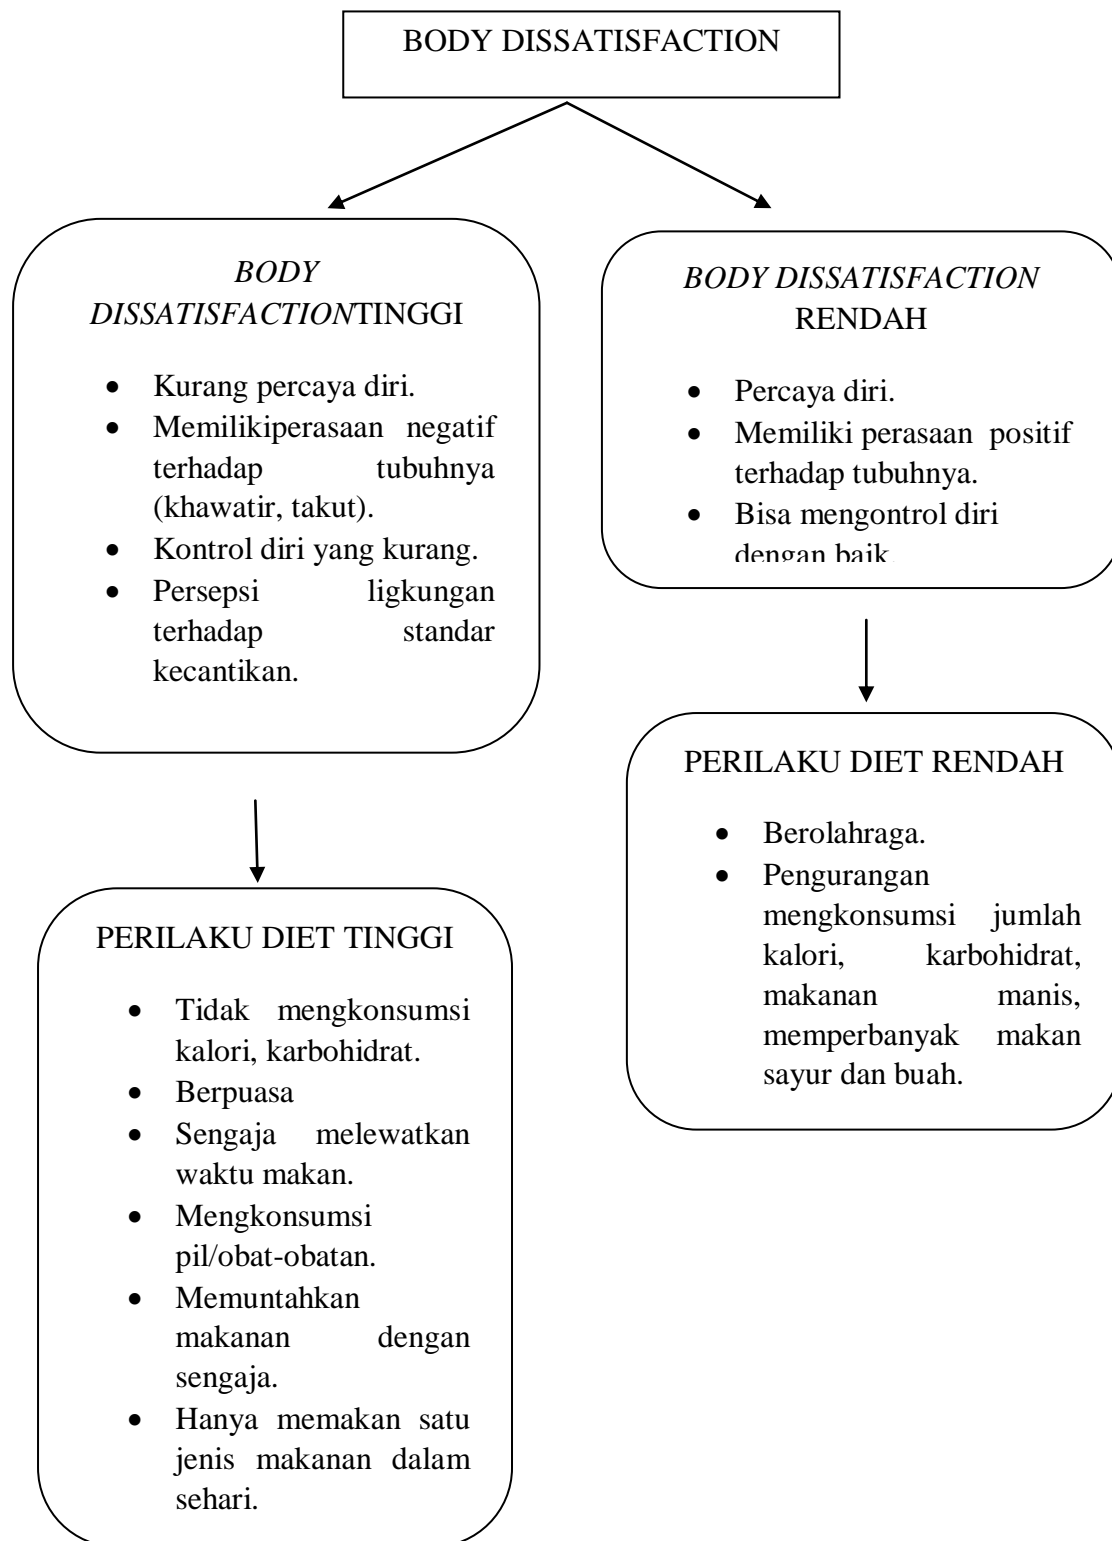 BODY DISSATISFACTION
BODY
DISSATISFACTIONTINGGI
• Kurang percaya diri.
• Memilikiperasaan negatif
terhadap tubuhnya
(khawatir, takut).
• Kontrol diri yang kurang.
• Persepsi ligkungan
terhadap standar
kecantikan.
BODY DISSATISFACTION
RENDAH
• Percaya diri.
• Memiliki perasaan positif
terhadap tubuhnya.
• Bisa mengontrol diri
dengan baik
PERILAKU DIET TINGGI
• Tidak mengkonsumsi
kalori, karbohidrat.
• Berpuasa
• Sengaja melewatkan
waktu makan.
• Mengkonsumsi
pil/obat-obatan.
• Memuntahkan
makanan dengan
sengaja.
• Hanya memakan satu
jenis makanan dalam
sehari.
PERILAKU DIET RENDAH
• Berolahraga.
• Pengurangan
mengkonsumsi jumlah
kalori, karbohidrat,
makanan manis,
memperbanyak makan
sayur dan buah.